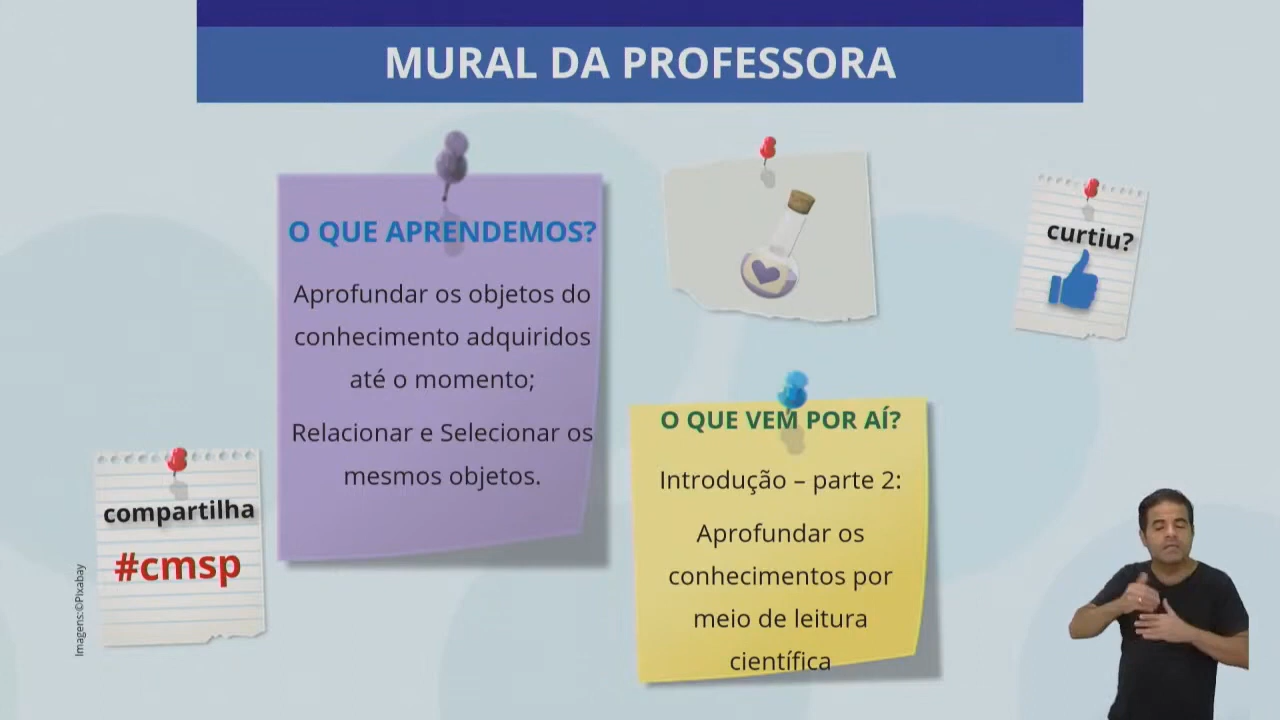 MURAL DA PROFESSORA
O QUE APRENDEMOS?
Aprofundar os objetos do
conhecimento adquiridos
até o momento;
Relacionar e Selecionar os
mesmos objetos.
curtiu?
O QUE VEM POR AÍ?
Introdução – parte 2:
Aprofundar os
conhecimentos por
meio de leitura
científica
compartilha
#cmsp
Imagens:©Pixabay